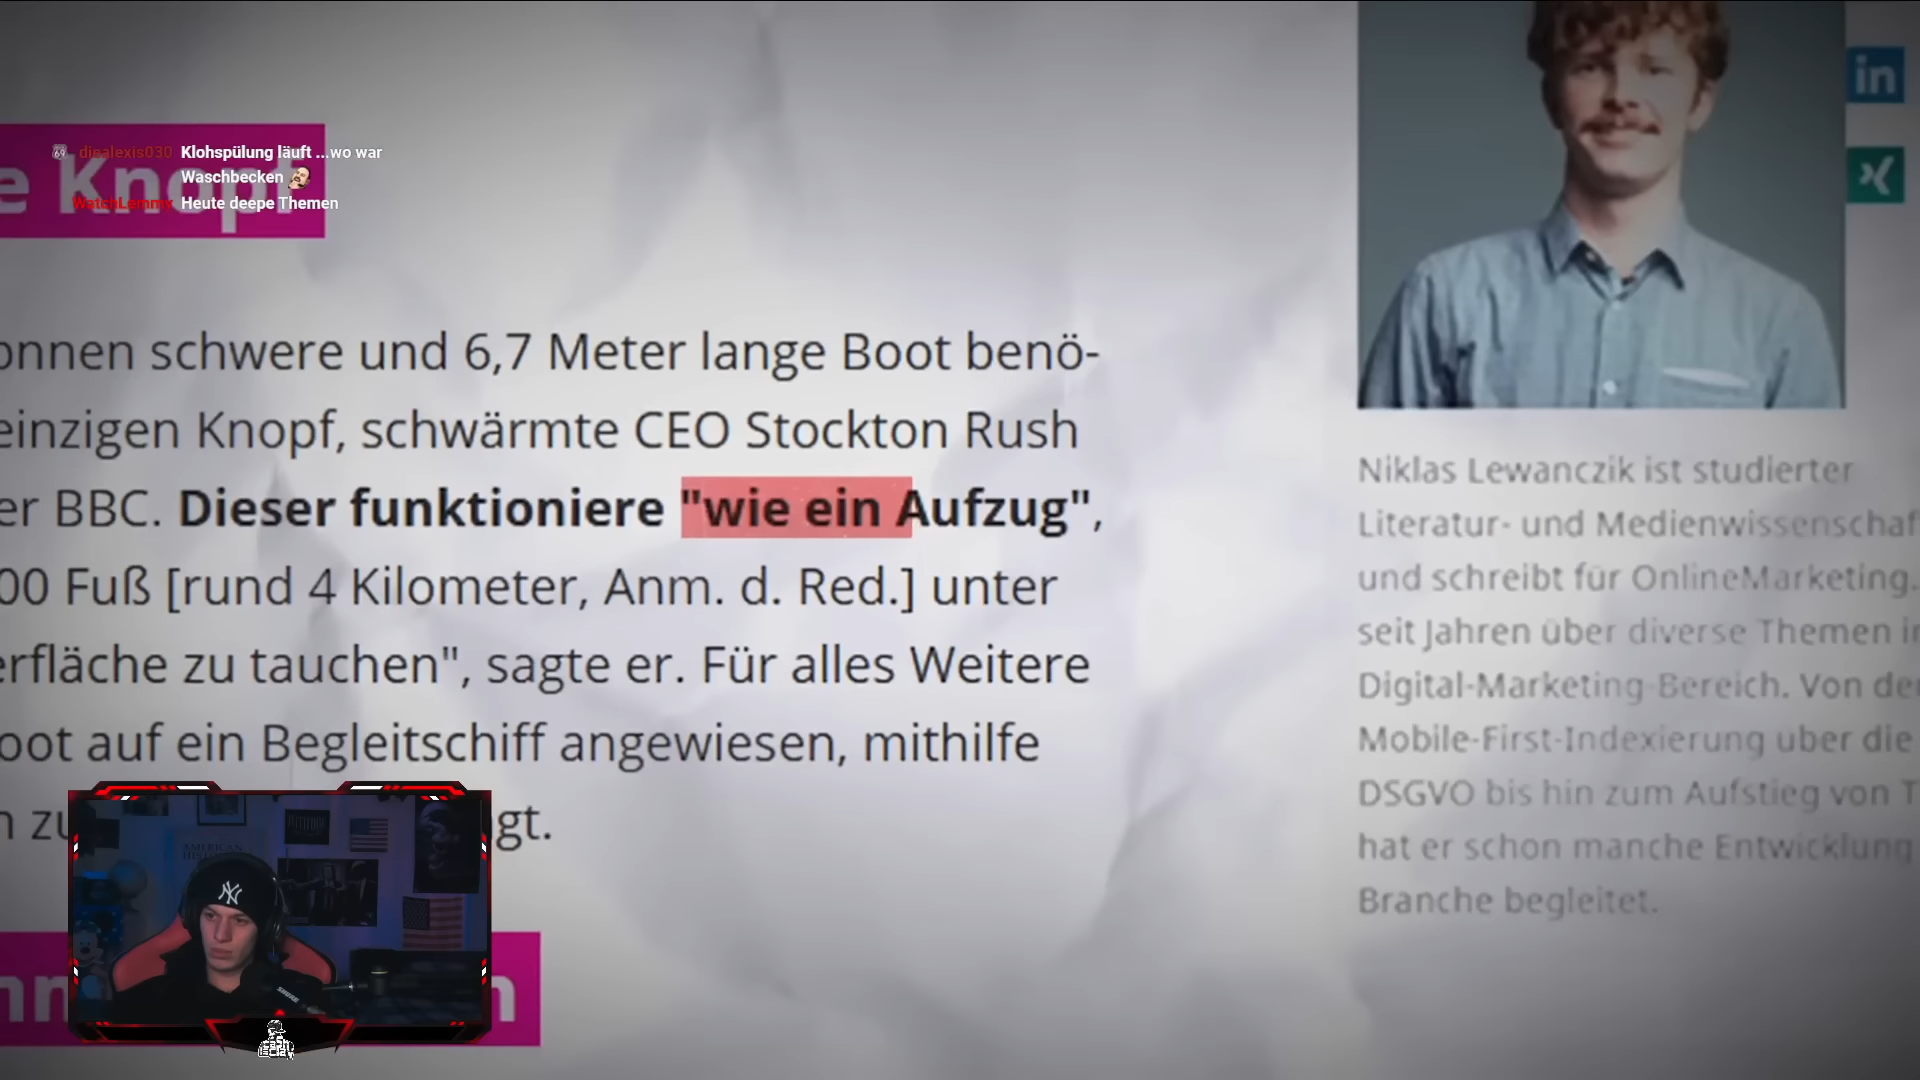 e Knopf
diealexis030 Klohspülung läuft ...wo war
Waschbecken
WatchLemmy Heute deepe Themen
onnen schwere und 6,7 Meter lange Boot benö-
einzigen Knopf, schwärmte CEO Stockton Rush
er BBC. Dieser funktioniere "wie ein Aufzug",
00 Fuß [rund 4 Kilometer, Anm. d. Red.] unter
erfläche zu tauchen", sagte er. Für alles Weitere
oot auf ein Begleitschiff angewiesen, mithilfe
n zu
gt.
in
Niklas Lewanczik ist studierter
Literatur- und Medienwissenschaf
und schreibt für OnlineMarketing.
seit Jahren über diverse Themen i
Digital-Marketing-Bereich. Von de
Mobile-First-Indexierung über die
DSGVO bis hin zum Aufstieg von T
hat er schon manche Entwicklung
Branche begleitet.
AMERICAN
NY
SHURE
n